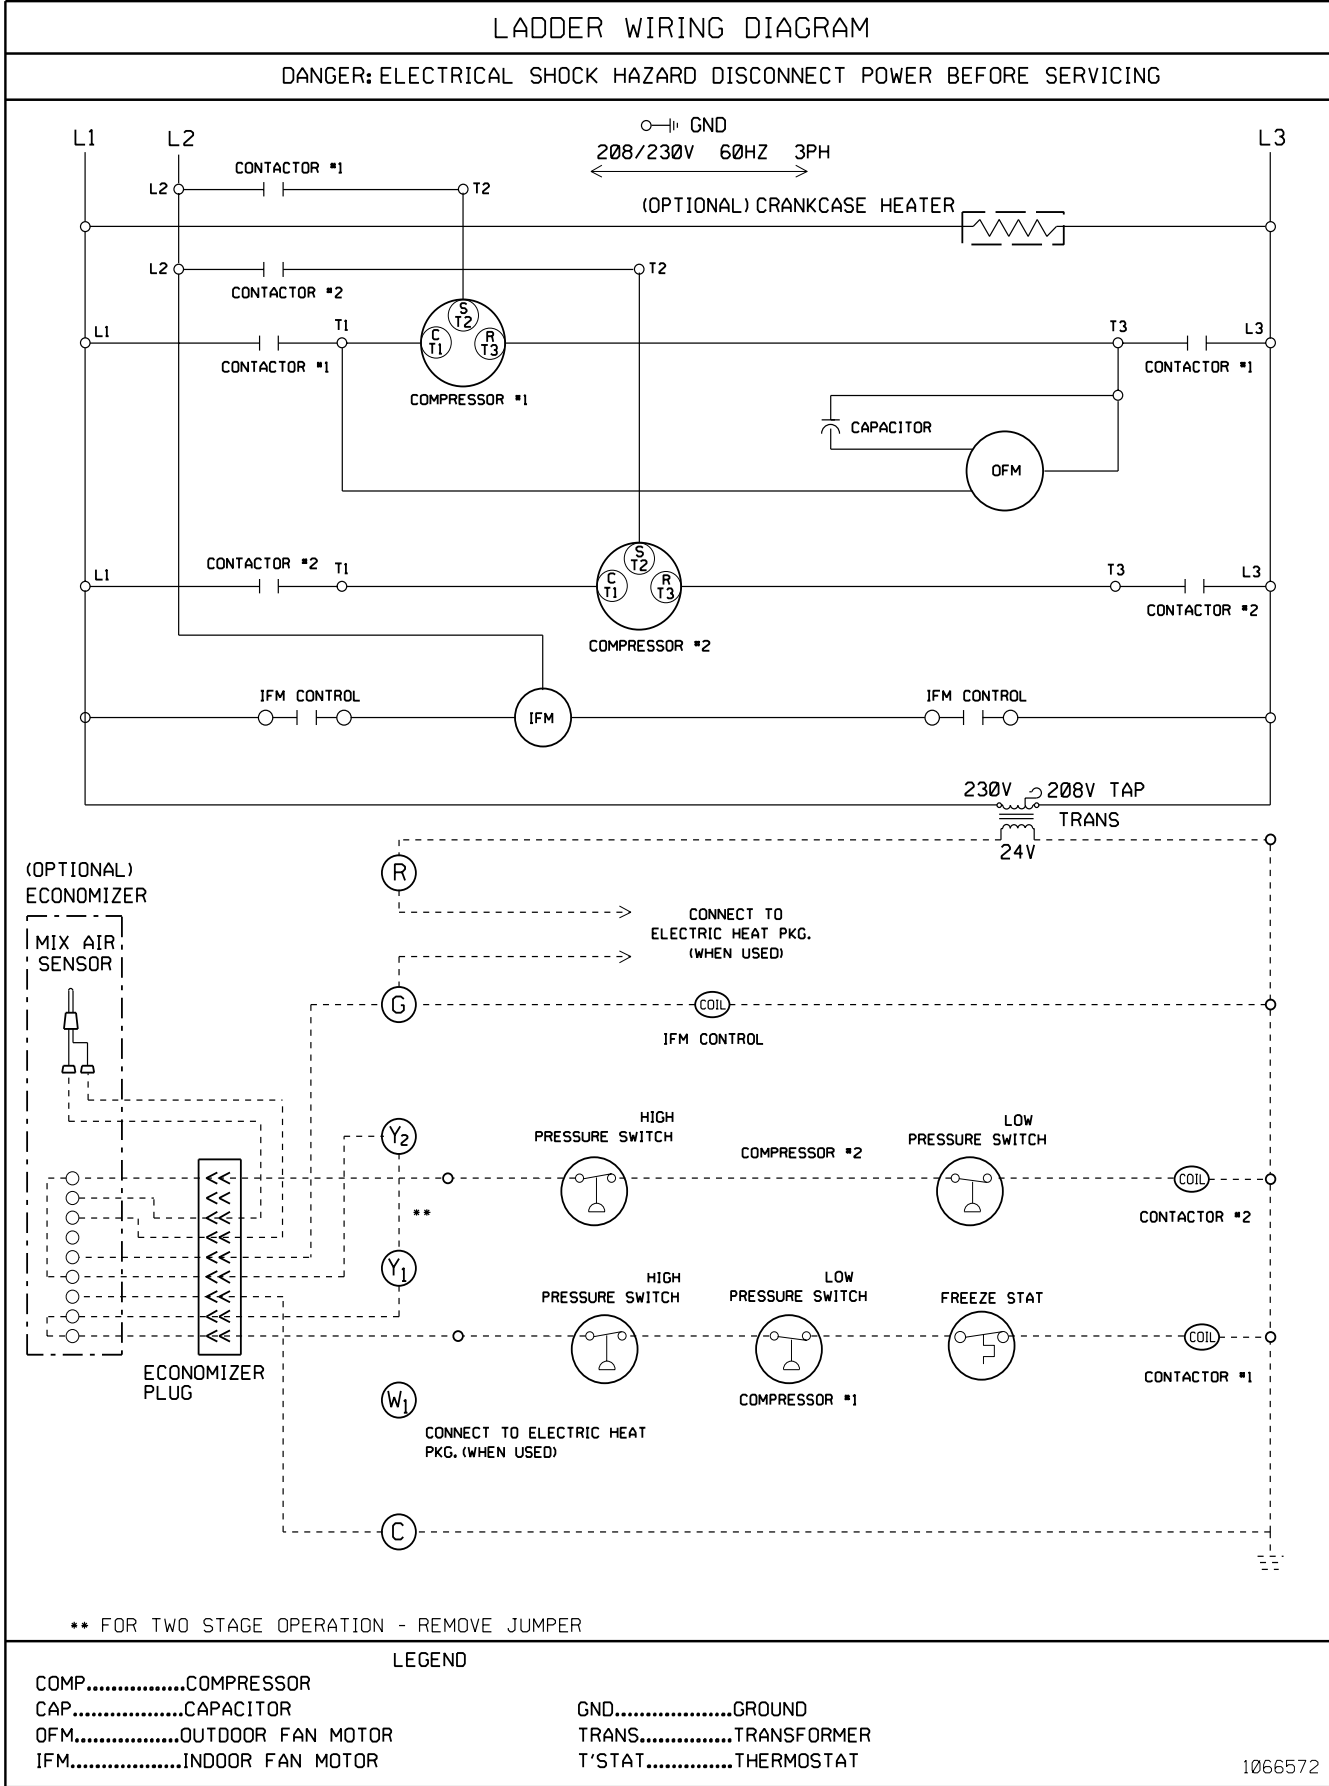 LADDER WIRING DIAGRAM
DANGER: ELECTRICAL SHOCK HAZARD DISCONNECT POWER BEFORE SERVICING
L1
L2
GND
L3
208/230V 60HZ 3PH
CONTACTOR #1
L2
T2
(OPTIONAL) CRANKCASE HEATER
L2
T2
CONTACTOR #2
S
T2
L1
T1
C
T1
R
T3
T3
L3
CONTACTOR #1
CONTACTOR #1
COMPRESSOR #1
CAPACITOR
OFM
CONTACTOR #2
S
T2
L1
T1
C
T1
R
T3
T3
L3
CONTACTOR #2
COMPRESSOR #2
IFM CONTROL
IFM CONTROL
IFM
230V
208V TAP
TRANS
24V
(OPTIONAL)
ECONOMIZER
R
CONNECT TO
ELECTRIC HEAT PKG.
(WHEN USED)
MIX AIR
SENSOR
G
COIL
IFM CONTROL
Y2
HIGH
PRESSURE SWITCH
LOW
PRESSURE SWITCH
COMPRESSOR #2
COIL
CONTACTOR #2
**
Y1
HIGH
PRESSURE SWITCH
LOW
PRESSURE SWITCH
FREEZE STAT
COIL
CONTACTOR #1
COMPRESSOR #1
ECONOMIZER
PLUG
W1
CONNECT TO ELECTRIC HEAT
PKG. (WHEN USED)
C
** FOR TWO STAGE OPERATION - REMOVE JUMPER
LEGEND
COMP................COMPRESSOR
CAP..................CAPACITOR
GND...................GROUND
OFM.................OUTDOOR FAN MOTOR
TRANS...............TRANSFORMER
IFM..................INDOOR FAN MOTOR
T'STAT..............THERMOSTAT
1066572